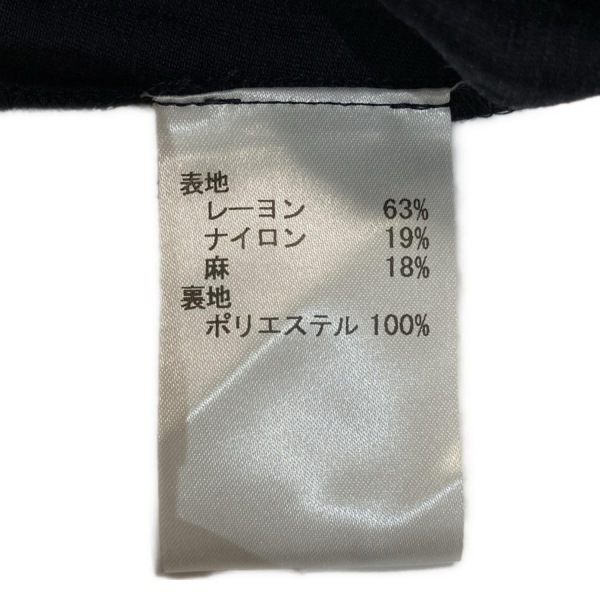 表地
レーヨン 63%
ナイロン 19%
麻 18%
裏地
ポリエステル 100%